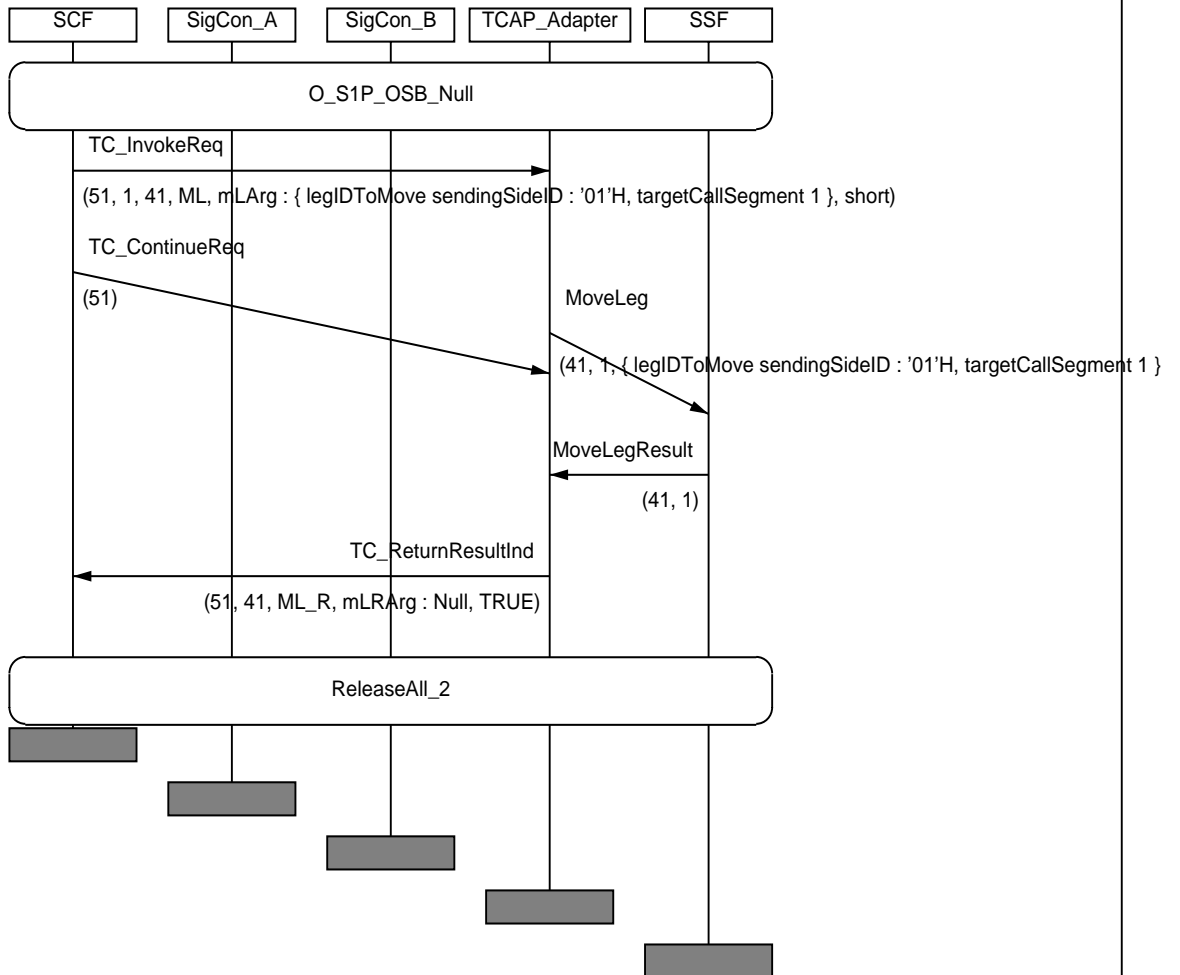 SCF
SigCon_A
SigCon_B
TCAP_Adapter
SSF
O_S1P_OSB_Null
TC_InvokeReq
(51, 1, 41, ML, mLArg : { legIDToMove sendingSideID : '01'H, targetCallSegment 1 }, short)
TC_ContinueReq
(51)
MoveLeg
(41, 1, { legIDToMove sendingSideID : '01'H, targetCallSegment 1 }
MoveLegResult
(41, 1)
TC_ReturnResultInd
(51, 41, ML_R, mLRArg : Null, TRUE)
ReleaseAll_2